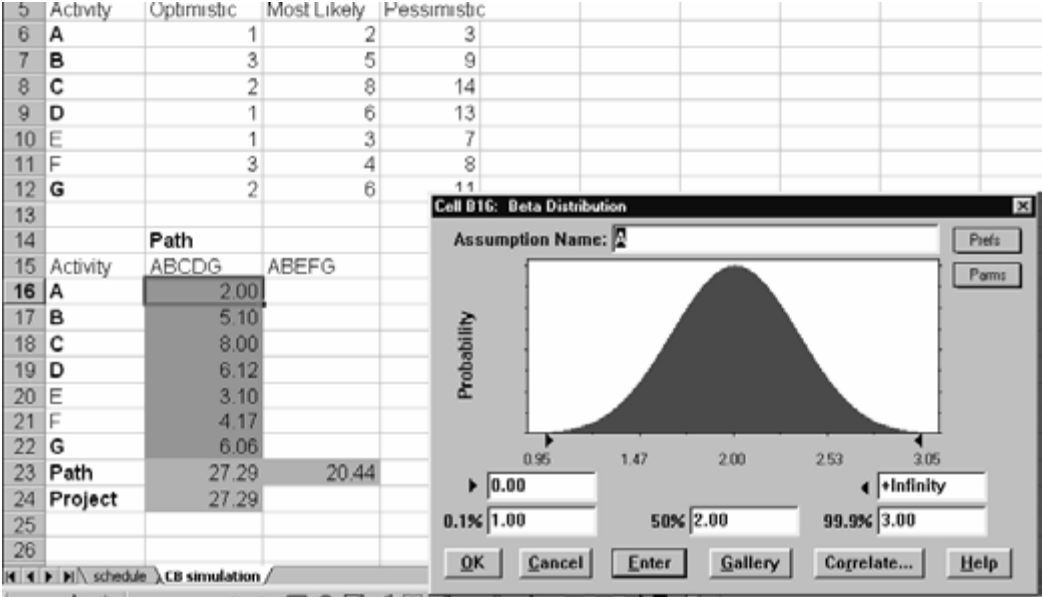 5 Activity Optimistic Most Likely Pessimistic
6 A 1 2 3
7 B 3 5 9
8 C 2 8 14
9 D 1 6 13
10 E 1 3 7
11 F 3 4 8
12 G 2 6 11
13
14 Path
15 Activity ABCDG ABEFG
16 A 2.00
17 B 5.10
18 C 8.00
19 D 6.12
20 E 3.10
21 F 4.17
22 G 6.06
23 Path 27.29 20.44
24 Project 27.29
25
26
schedule CB simulation
Cell B16: Beta Distribution
Assumption Name: A
Prefs
Parms
Probability
0.95 1.47 2.00 2.53 3.05
0.00 +Infinity
0.1% 1.00 50% 2.00 99.9% 3.00
OK Cancel Enter Gallery Correlate... Help